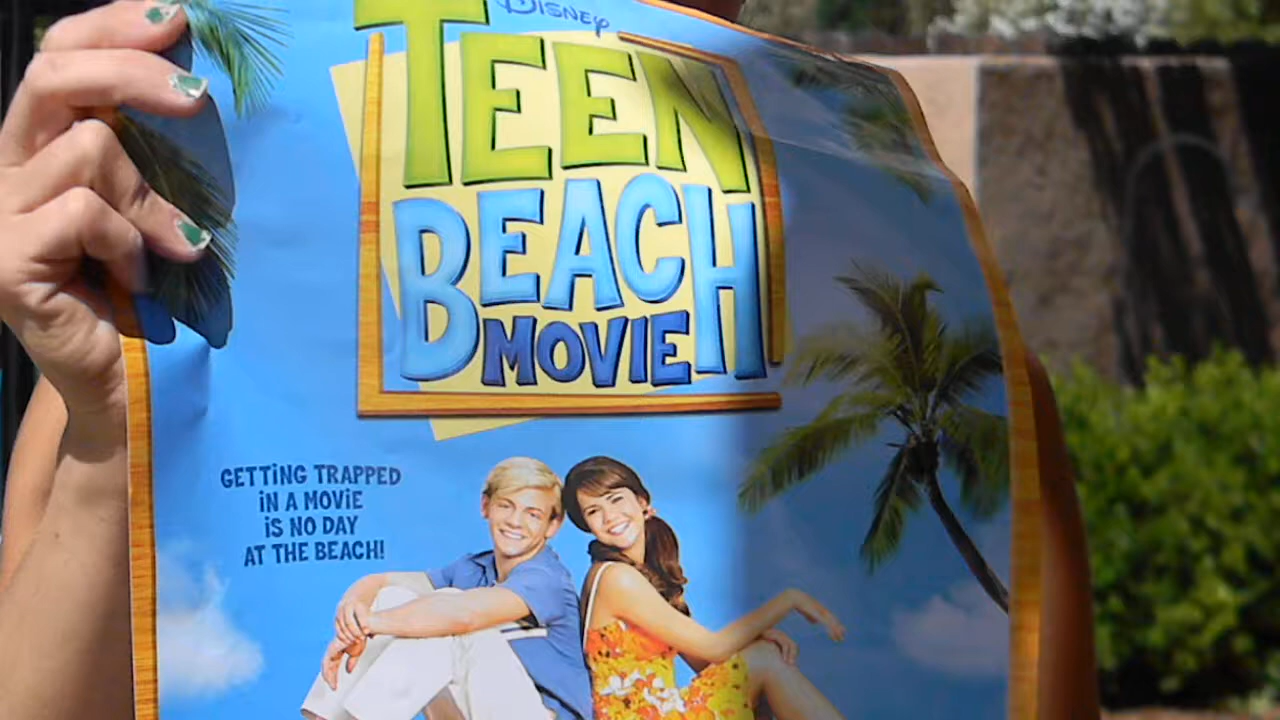 Disney
TEEN
BEACH
MOVIE
GETTiNG TRAPPED
iN A MOViE
iS NO DAY
AT THE BEACH!